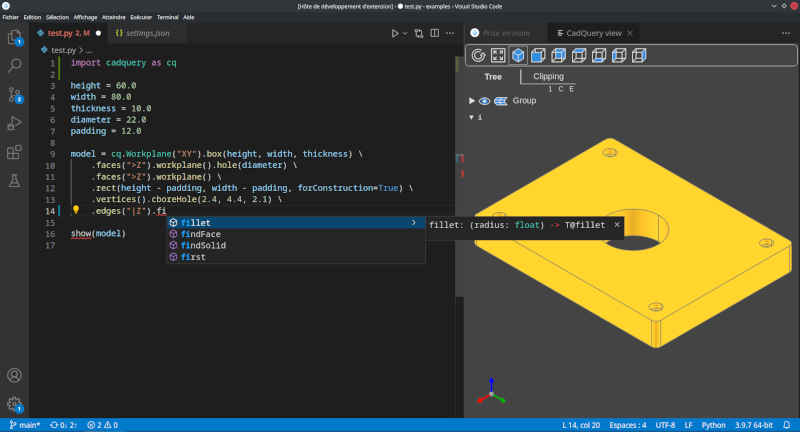 [Hôte de développement d'extension] - ● test.py - examples - Visual Studio Code
Fichier Edition Sélection Affichage Atteindre Exécuter Terminal Aide
test.py 2, M ● {} settings.json
Prise en main CadQuery view ×
test.py > ...
1 import cadquery as cq
2
3 height = 60.0
4 width = 80.0
5 thickness = 10.0
6 diameter = 22.0
7 padding = 12.0
8
9 model = cq.Workplane("XY").box(height, width, thickness) \
10 .faces(">Z").workplane().hole(diameter) \
11 .faces(">Z").workplane() \
12 .rect(height - padding, width - padding, forConstruction=True) \
13 .vertices().cboreHole(2.4, 4.4, 2.1) \
14 .edges("|Z").fi
15
16 show(model)
17
fillet >
findFace
findSolid
first
fillet: (radius: float) -> T@fillet ×
Tree Clipping
1 C E
Group
i
3
1
main* 0↓ 2↑ 2 0 L 14, col 20 Espaces : 4 UTF-8 LF Python 3.9.7 64-bit